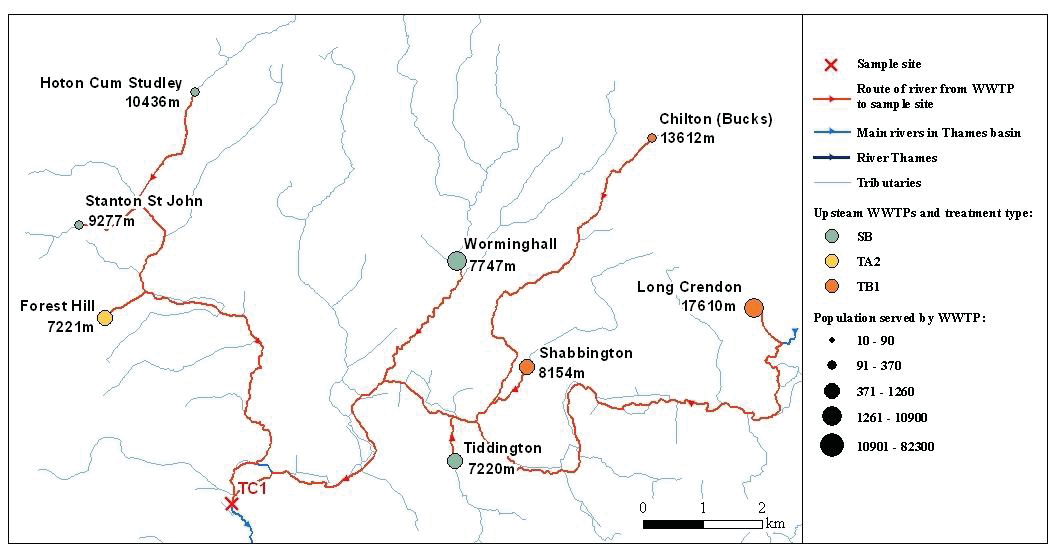 Hoton Cum Studley
10436m
Chilton (Bucks)
13612m
Stanton St John
9277m
Worminghall
7747m
Forest Hill
7221m
Long Crendon
17610m
Shabbington
8154m
Tiddington
7220m
TC1
0 1 2
km
Sample site
Route of river from WWTP
to sample site
Main rivers in Thames basin
River Thames
Tributaries
Upsteam WWTPs and treatment type:
SB
TA2
TB1
Population served by WWTP:
10 - 90
91 - 370
371 - 1260
1261 - 10900
10901 - 82300